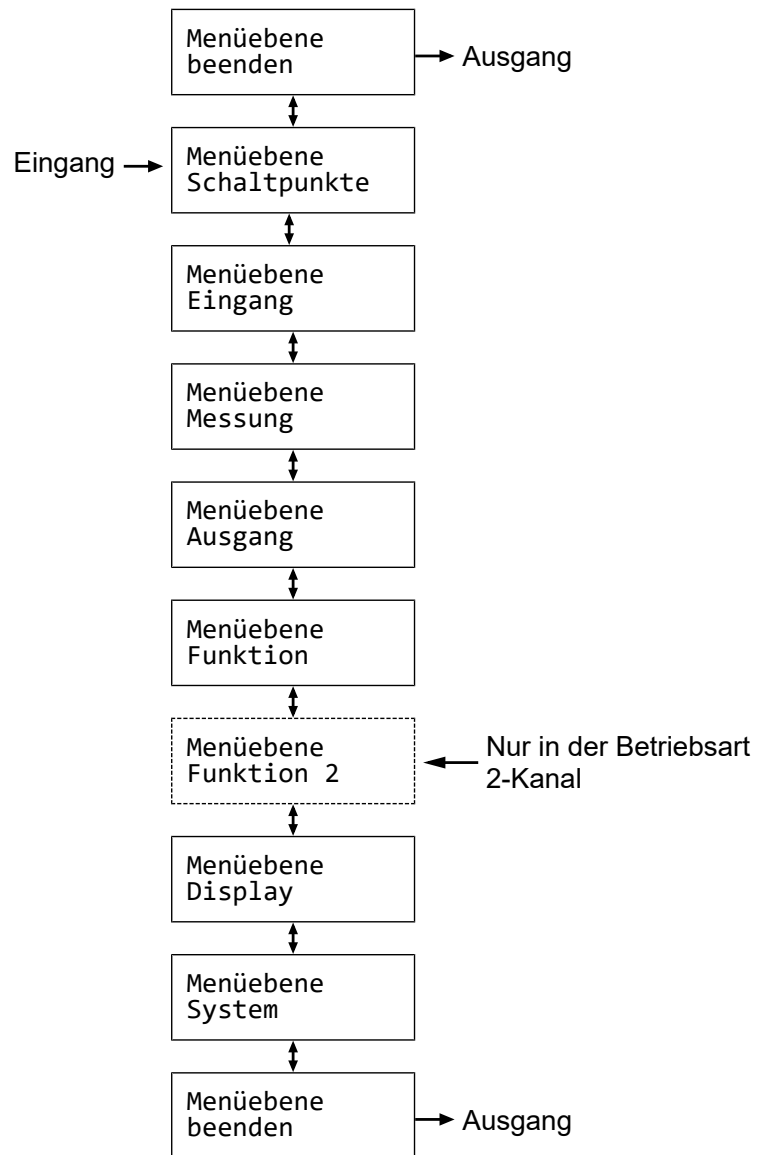 Menüebene
beenden
Ausgang
Eingang
Menüebene
Schaltpunkte
Menüebene
Eingang
Menüebene
Messung
Menüebene
Ausgang
Menüebene
Funktion
Menüebene
Funktion 2
Nur in der Betriebsart
2-Kanal
Menüebene
Display
Menüebene
System
Menüebene
beenden
Ausgang